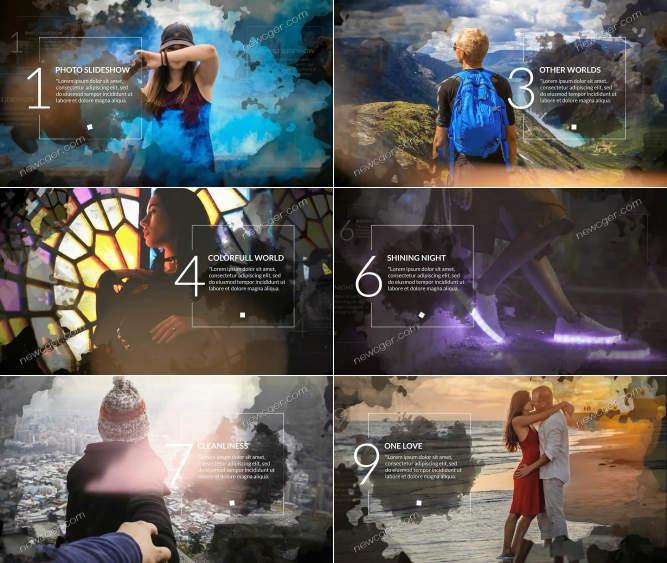 newcger.com
1
PHOTO SLIDESHOW
"Lorem ipsum dolor sit amet,
consectetur adipiscing elit, sed
do eiusmod tempor incididunt ut
labore et dolore magna aliqua.
newcger.com
newcger.com
3
OTHER WORLDS
"Lorem ipsum dolor sit amet,
consectetur adipiscing elit, sed
do eiusmod tempor incididunt ut
labore et dolore magna aliqua.
newcger.com
newcger.com
4
COLORFULL WORLD
"Lorem ipsum dolor sit amet,
consectetur adipiscing elit, sed
do eiusmod tempor incididunt ut
labore et dolore magna aliqua.
newcger.com
newcger.com
6
SHINING NIGHT
"Lorem ipsum dolor sit amet,
consectetur adipiscing elit, sed
do eiusmod tempor incididunt ut
labore et dolore magna aliqua.
newcger.com
newcger.com
7
CLEANLINESS
"Lorem ipsum dolor sit amet,
consectetur adipiscing elit, sed
do eiusmod tempor incididunt ut
labore et dolore magna aliqua.
newcger.com
newcger.com
9
ONE LOVE
"Lorem ipsum dolor sit amet,
consectetur adipiscing elit, sed
do eiusmod tempor incididunt ut
labore et dolore magna aliqua.
newcger.com